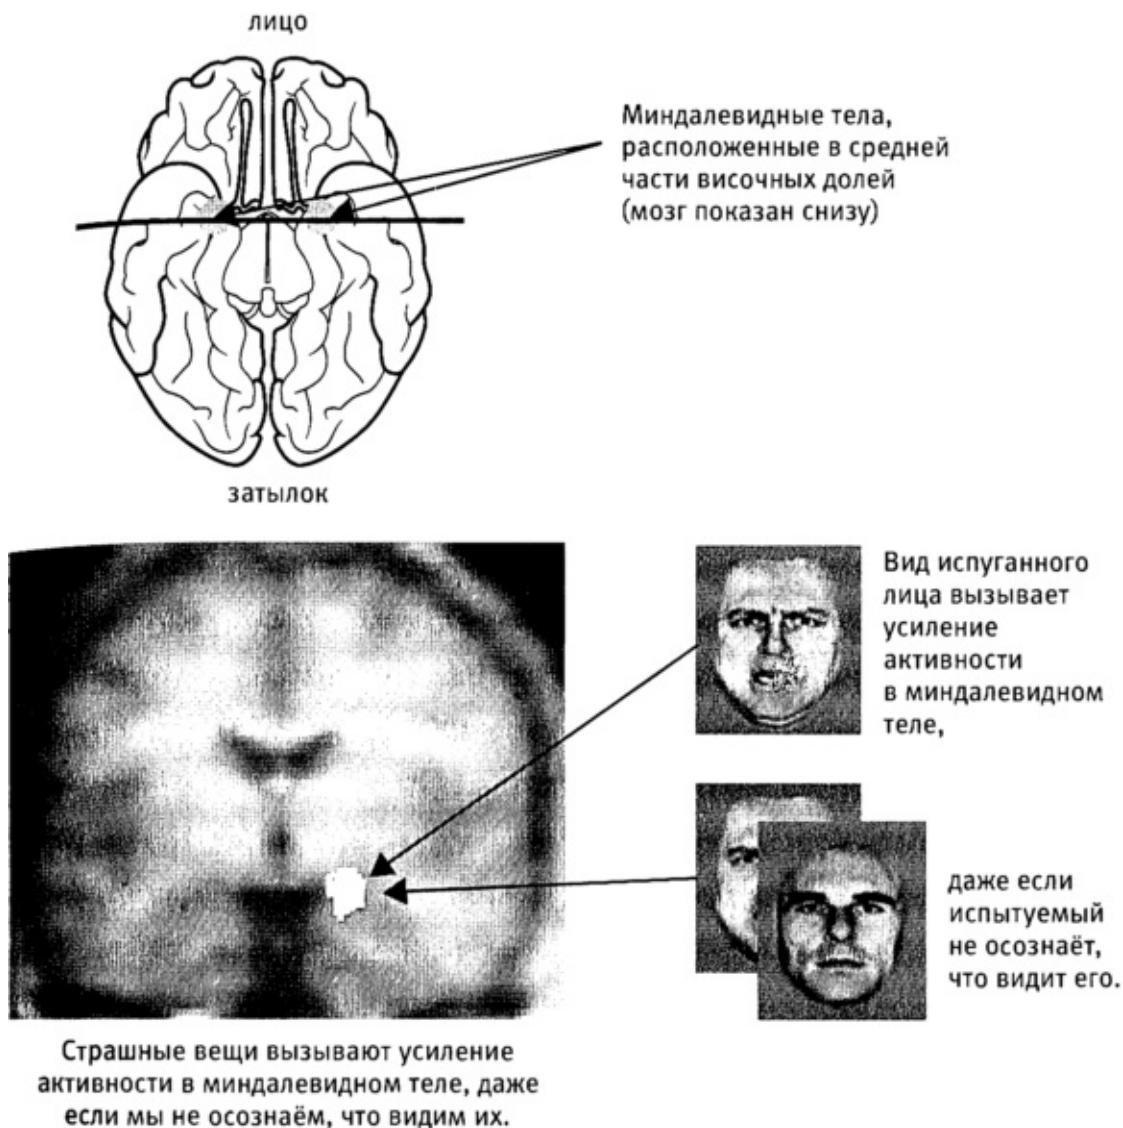 лицо
Миндалевидные тела,
расположенные в средней
части височных долей
(мозг показан снизу)
затылок
Вид испуганного
лица вызывает
усиление
активности
в миндалевидном
теле,
даже если
испытуемый
не осознаёт,
что видит его.
Страшные вещи вызывают усиление
активности в миндалевидном теле, даже
если мы не осознаём, что видим их.